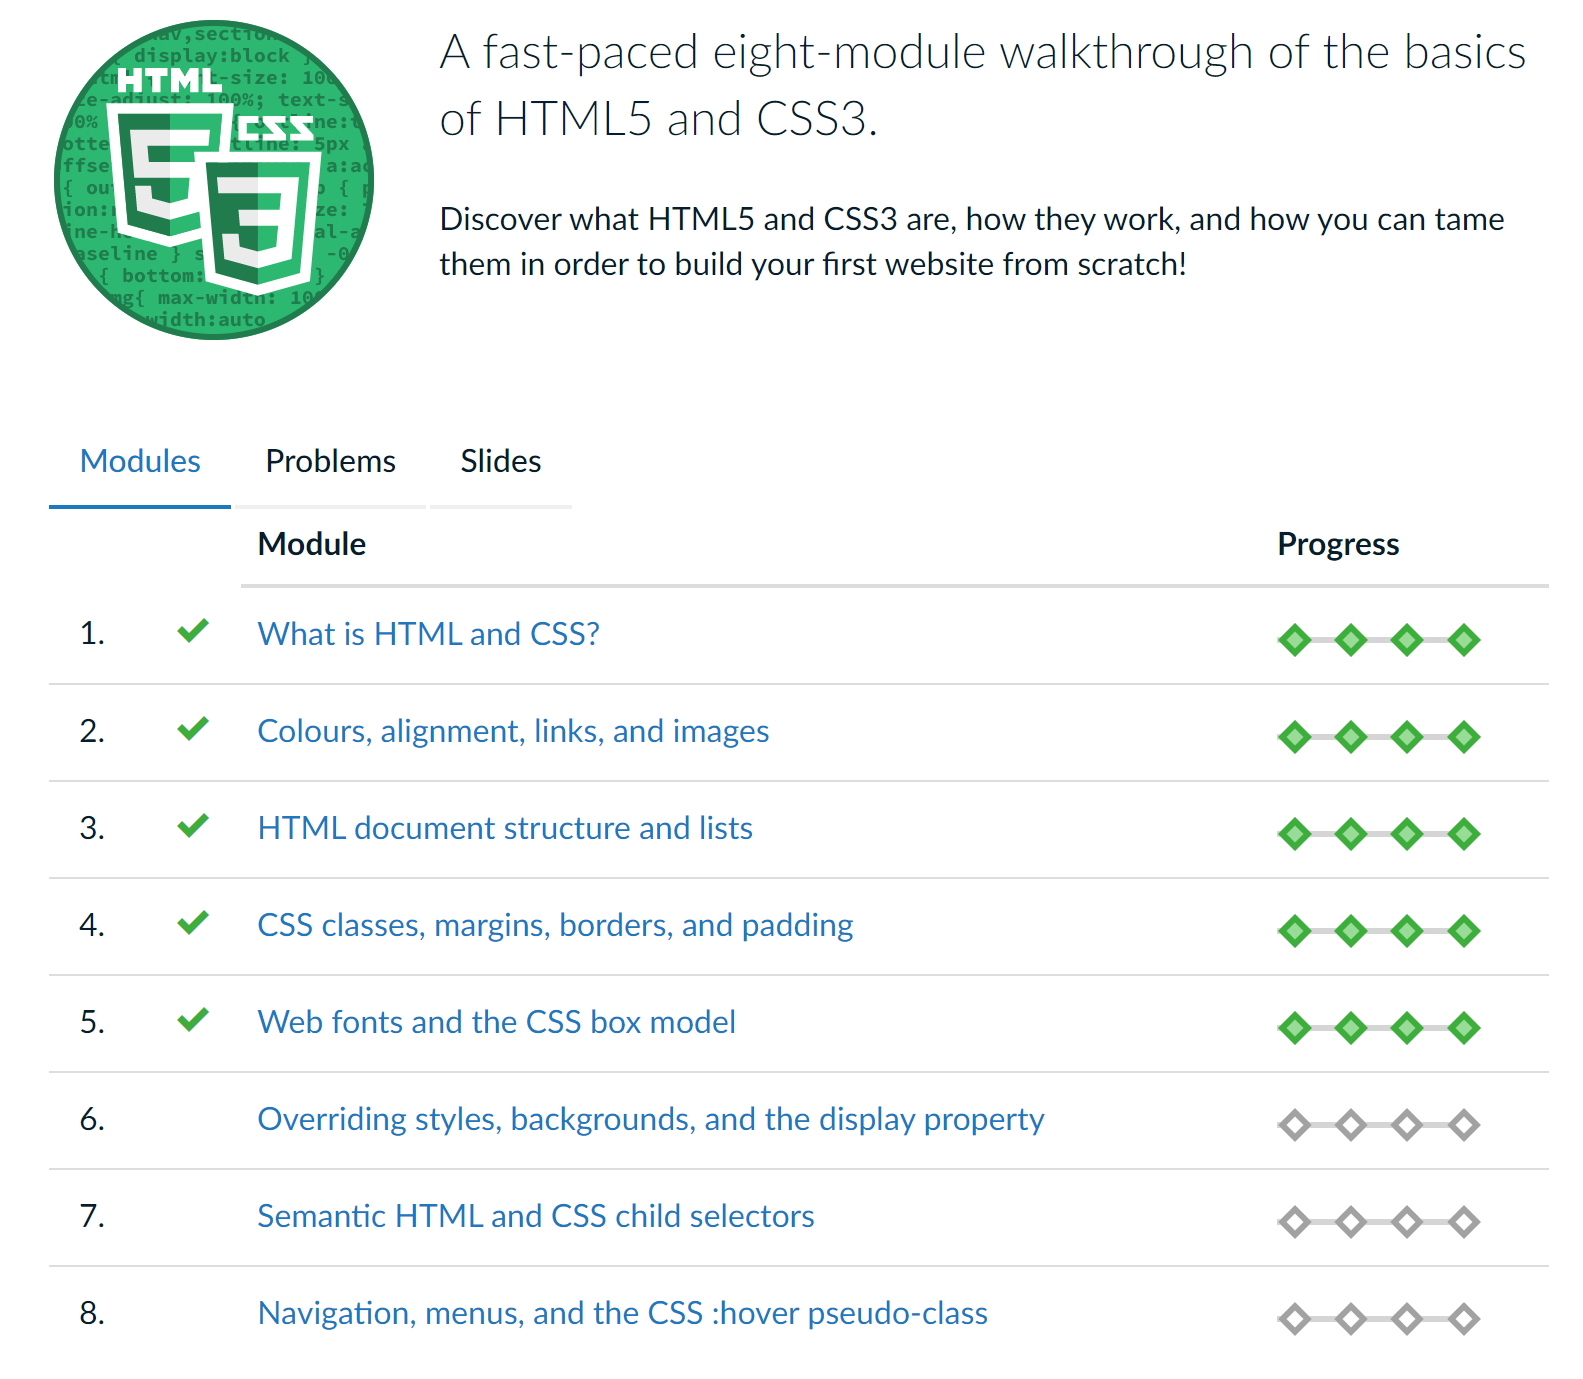 HTML
CSS
A fast-paced eight-module walkthrough of the basics
of HTML5 and CSS3.
Discover what HTML5 and CSS3 are, how they work, and how you can tame
them in order to build your first website from scratch!
Modules Problems Slides
Module Progress
1. What is HTML and CSS?
2. Colours, alignment, links, and images
3. HTML document structure and lists
4. CSS classes, margins, borders, and padding
5. Web fonts and the CSS box model
6. Overriding styles, backgrounds, and the display property
7. Semantic HTML and CSS child selectors
8. Navigation, menus, and the CSS :hover pseudo-class